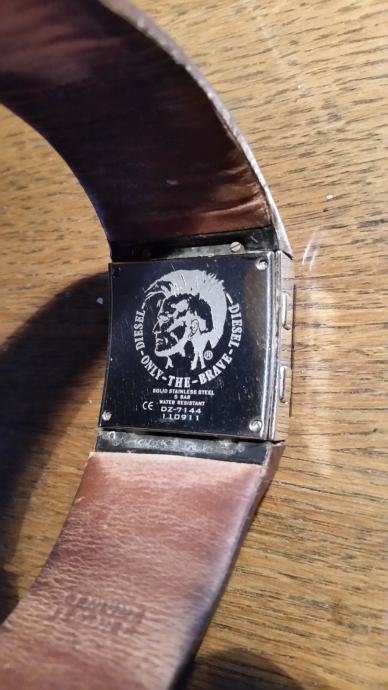 DIESEL
DIESEL
ONLY-THE-BRAVE
®
SOLID STAINLESS STEEL
5 BAR
WATER RESISTANT
CE DZ-7144
110911